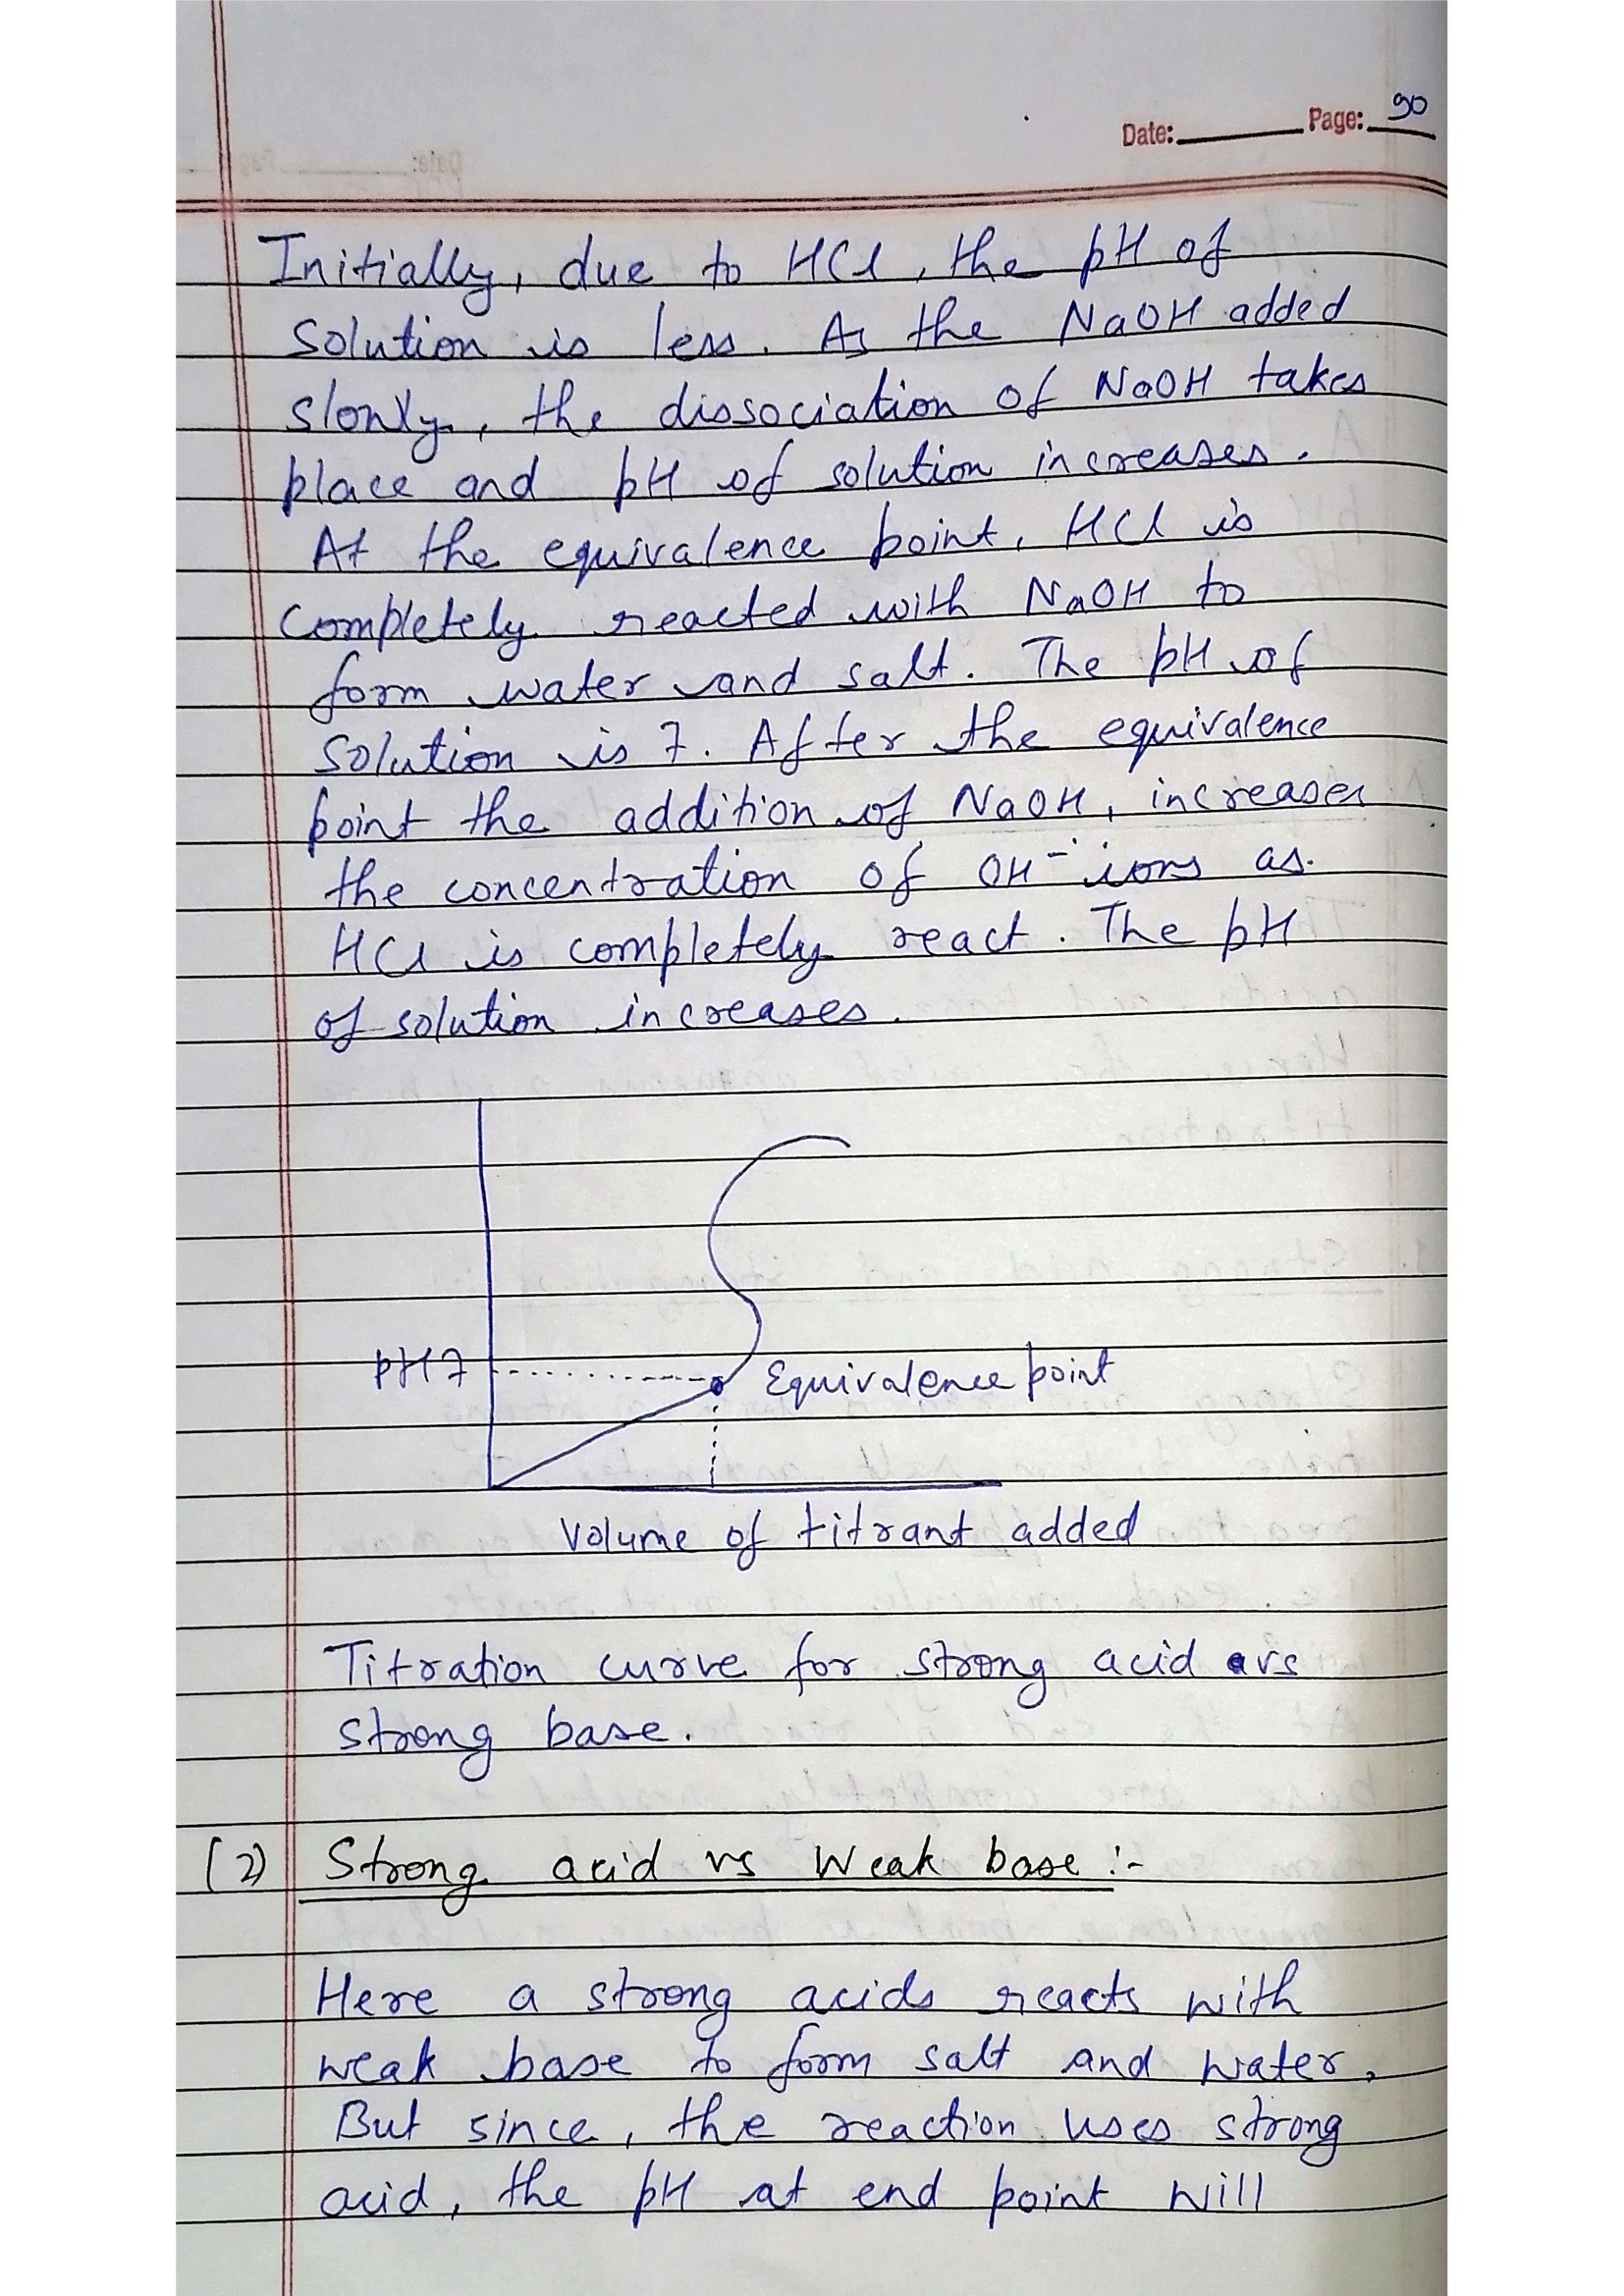 Date: Page: 90
Initially, due to HCl, the pH of
solution is less. As the NaOH added
slowly, the dissociation of NaOH takes
place and pH of solution increases.
At the equivalence point, HCl is
completely reacted with NaOH to
form water and salt. The pH of
solution is 7. After the equivalence
point the addition of NaOH, increases
the concentration of OH⁻ ions as
HCl is completely react. The pH
of solution increases.
pH 7
Equivalence point
Volume of titrant added
Titration curve for strong acid vs
strong base.
(2) Strong acid vs Weak base :-
Here a strong acids reacts with
weak base to form salt and water,
But since, the reaction uses strong
acid, the pH at end point will